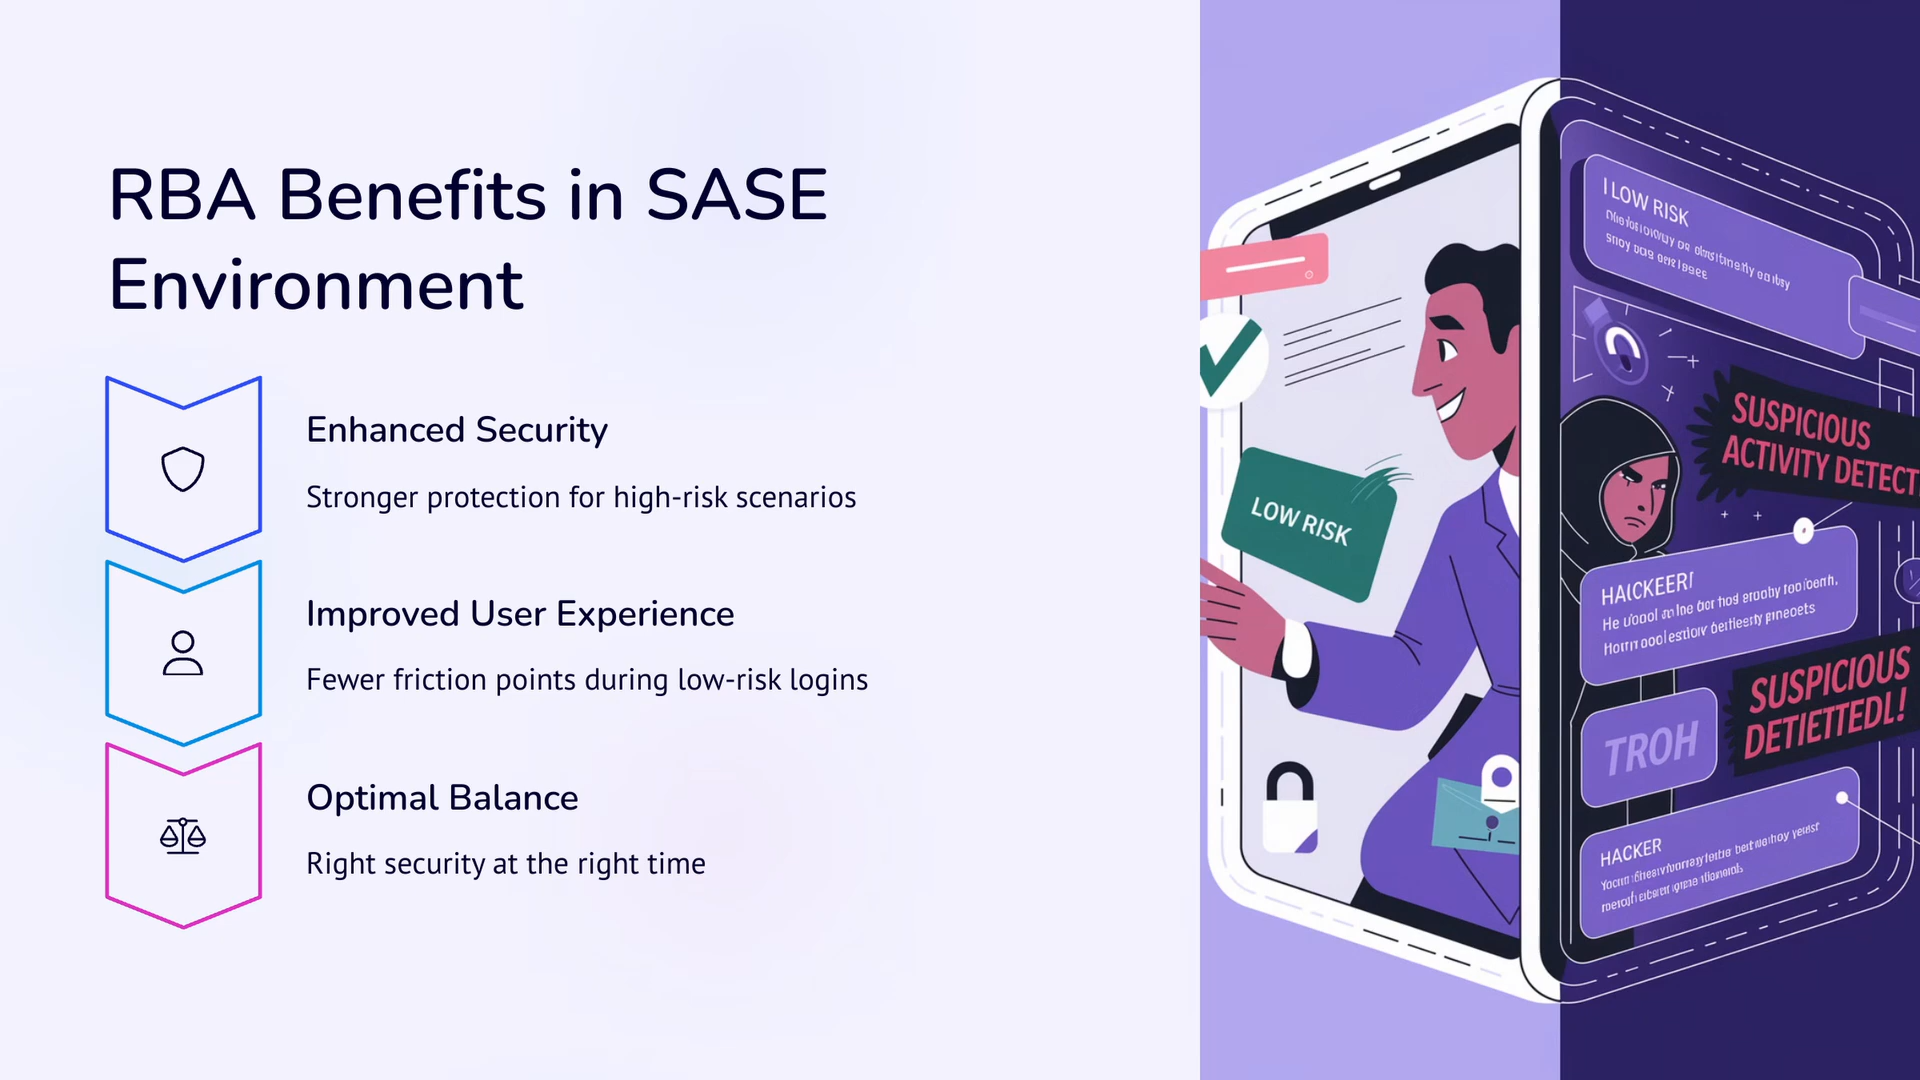 RBA Benefits in SASE
Environment
Enhanced Security
Stronger protection for high-risk scenarios
Improved User Experience
Fewer friction points during low-risk logins
Optimal Balance
Right security at the right time
LOW RISK
LOW RISK
SUSPICIOUS
ACTIVITY DETECT
SUSPICIOUS
DETIETTEDL!
TROH
HACKER